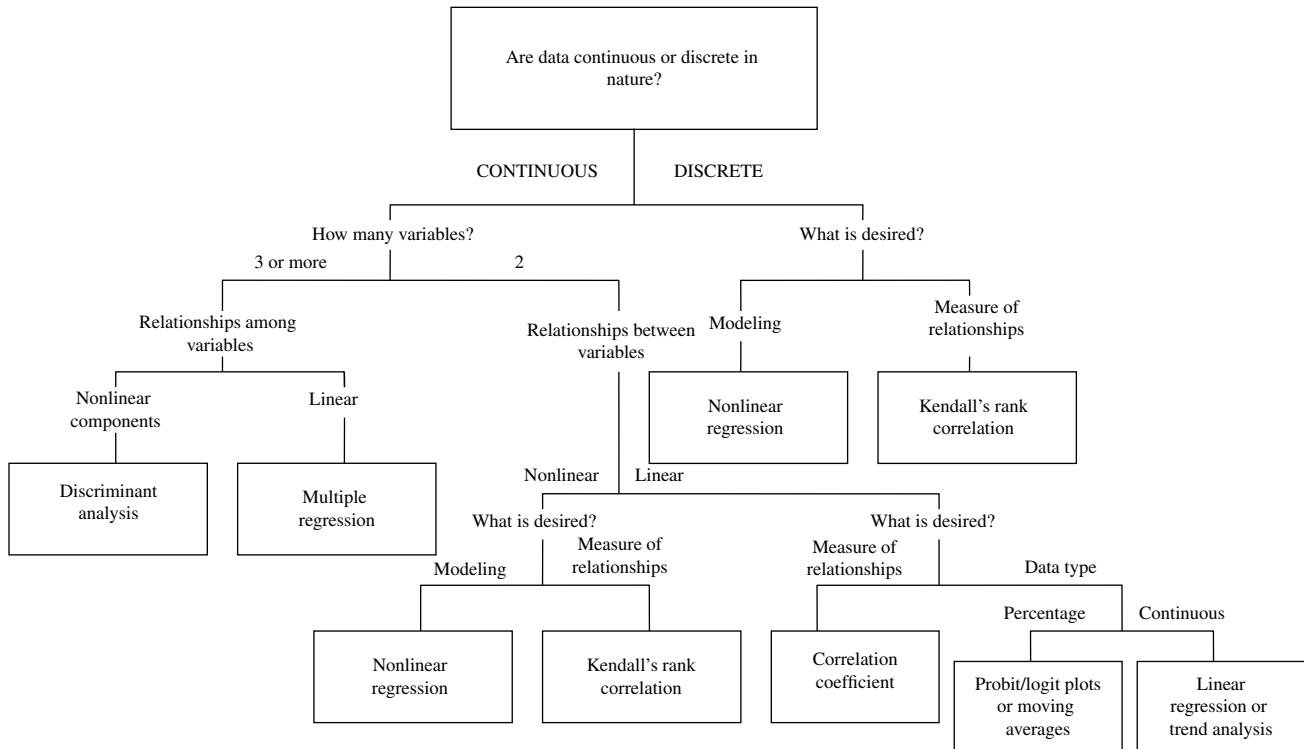 Are data continuous or discrete in
nature?
CONTINUOUS
DISCRETE
How many variables?
What is desired?
3 or more
2
Relationships among
variables
Relationships between
variables
Modeling
Measure of
relationships
Nonlinear
components
Linear
Nonlinear
regression
Kendall's rank
correlation
Discriminant
analysis
Multiple
regression
Nonlinear
Linear
What is desired?
What is desired?
Modeling
Measure of
relationships
Measure of
relationships
Data type
Percentage
Continuous
Nonlinear
regression
Kendall's rank
correlation
Correlation
coefficient
Probit/logit plots
or moving
averages
Linear
regression or
trend analysis